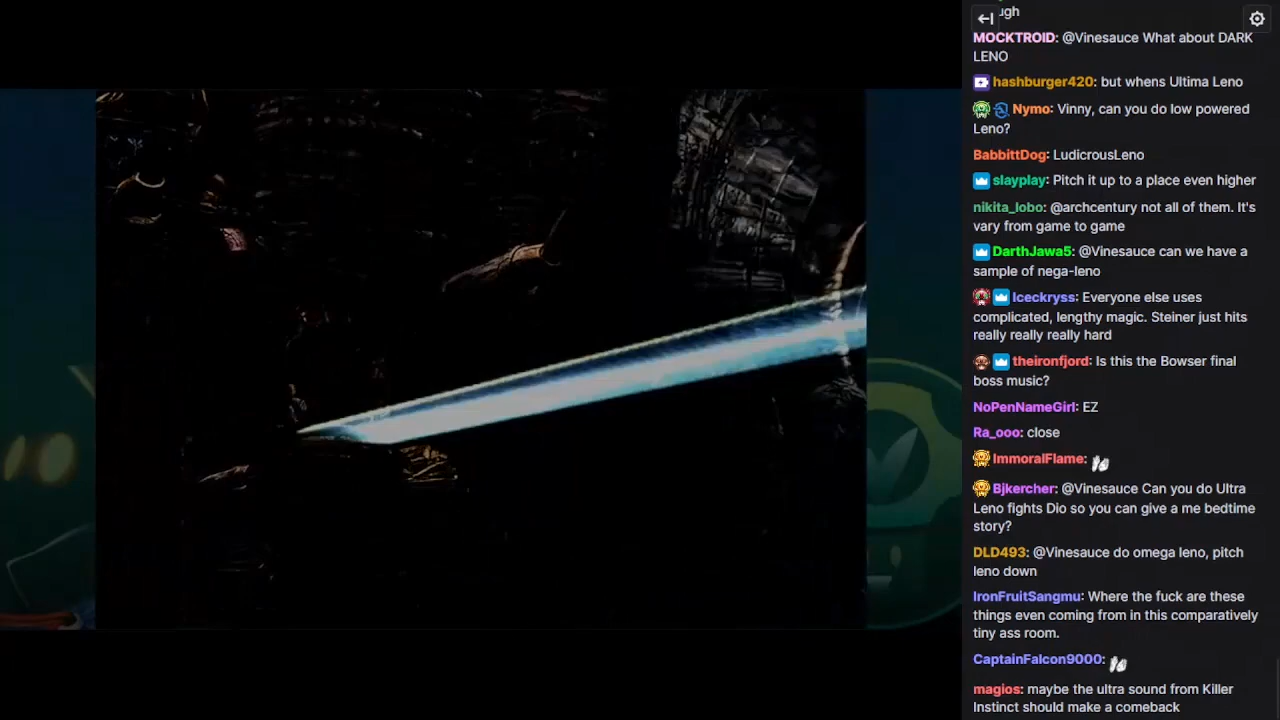 ugh
MOCKTROID: @Vinesauce What about DARK
LENO
hashburger420: but whens Ultima Leno
Nymo: Vinny, can you do low powered
Leno?
BabbittDog: LudicrousLeno
slayplay: Pitch it up to a place even higher
nikita_lobo: @archcentury not all of them. It's
vary from game to game
DarthJawa5: @Vinesauce can we have a
sample of nega-leno
Iceckryss: Everyone else uses
complicated, lengthy magic. Steiner just hits
really really really hard
theironfjord: Is this the Bowser final
boss music?
NoPenNameGirl: EZ
Ra_ooo: close
ImmoralFlame:
Bjkercher: @Vinesauce Can you do Ultra
Leno fights Dio so you can give a me bedtime
story?
DLD493: @Vinesauce do omega leno, pitch
leno down
IronFruitSangmu: Where the fuck are these
things even coming from in this comparatively
tiny ass room.
CaptainFalcon9000:
magios: maybe the ultra sound from Killer
Instinct should make a comeback